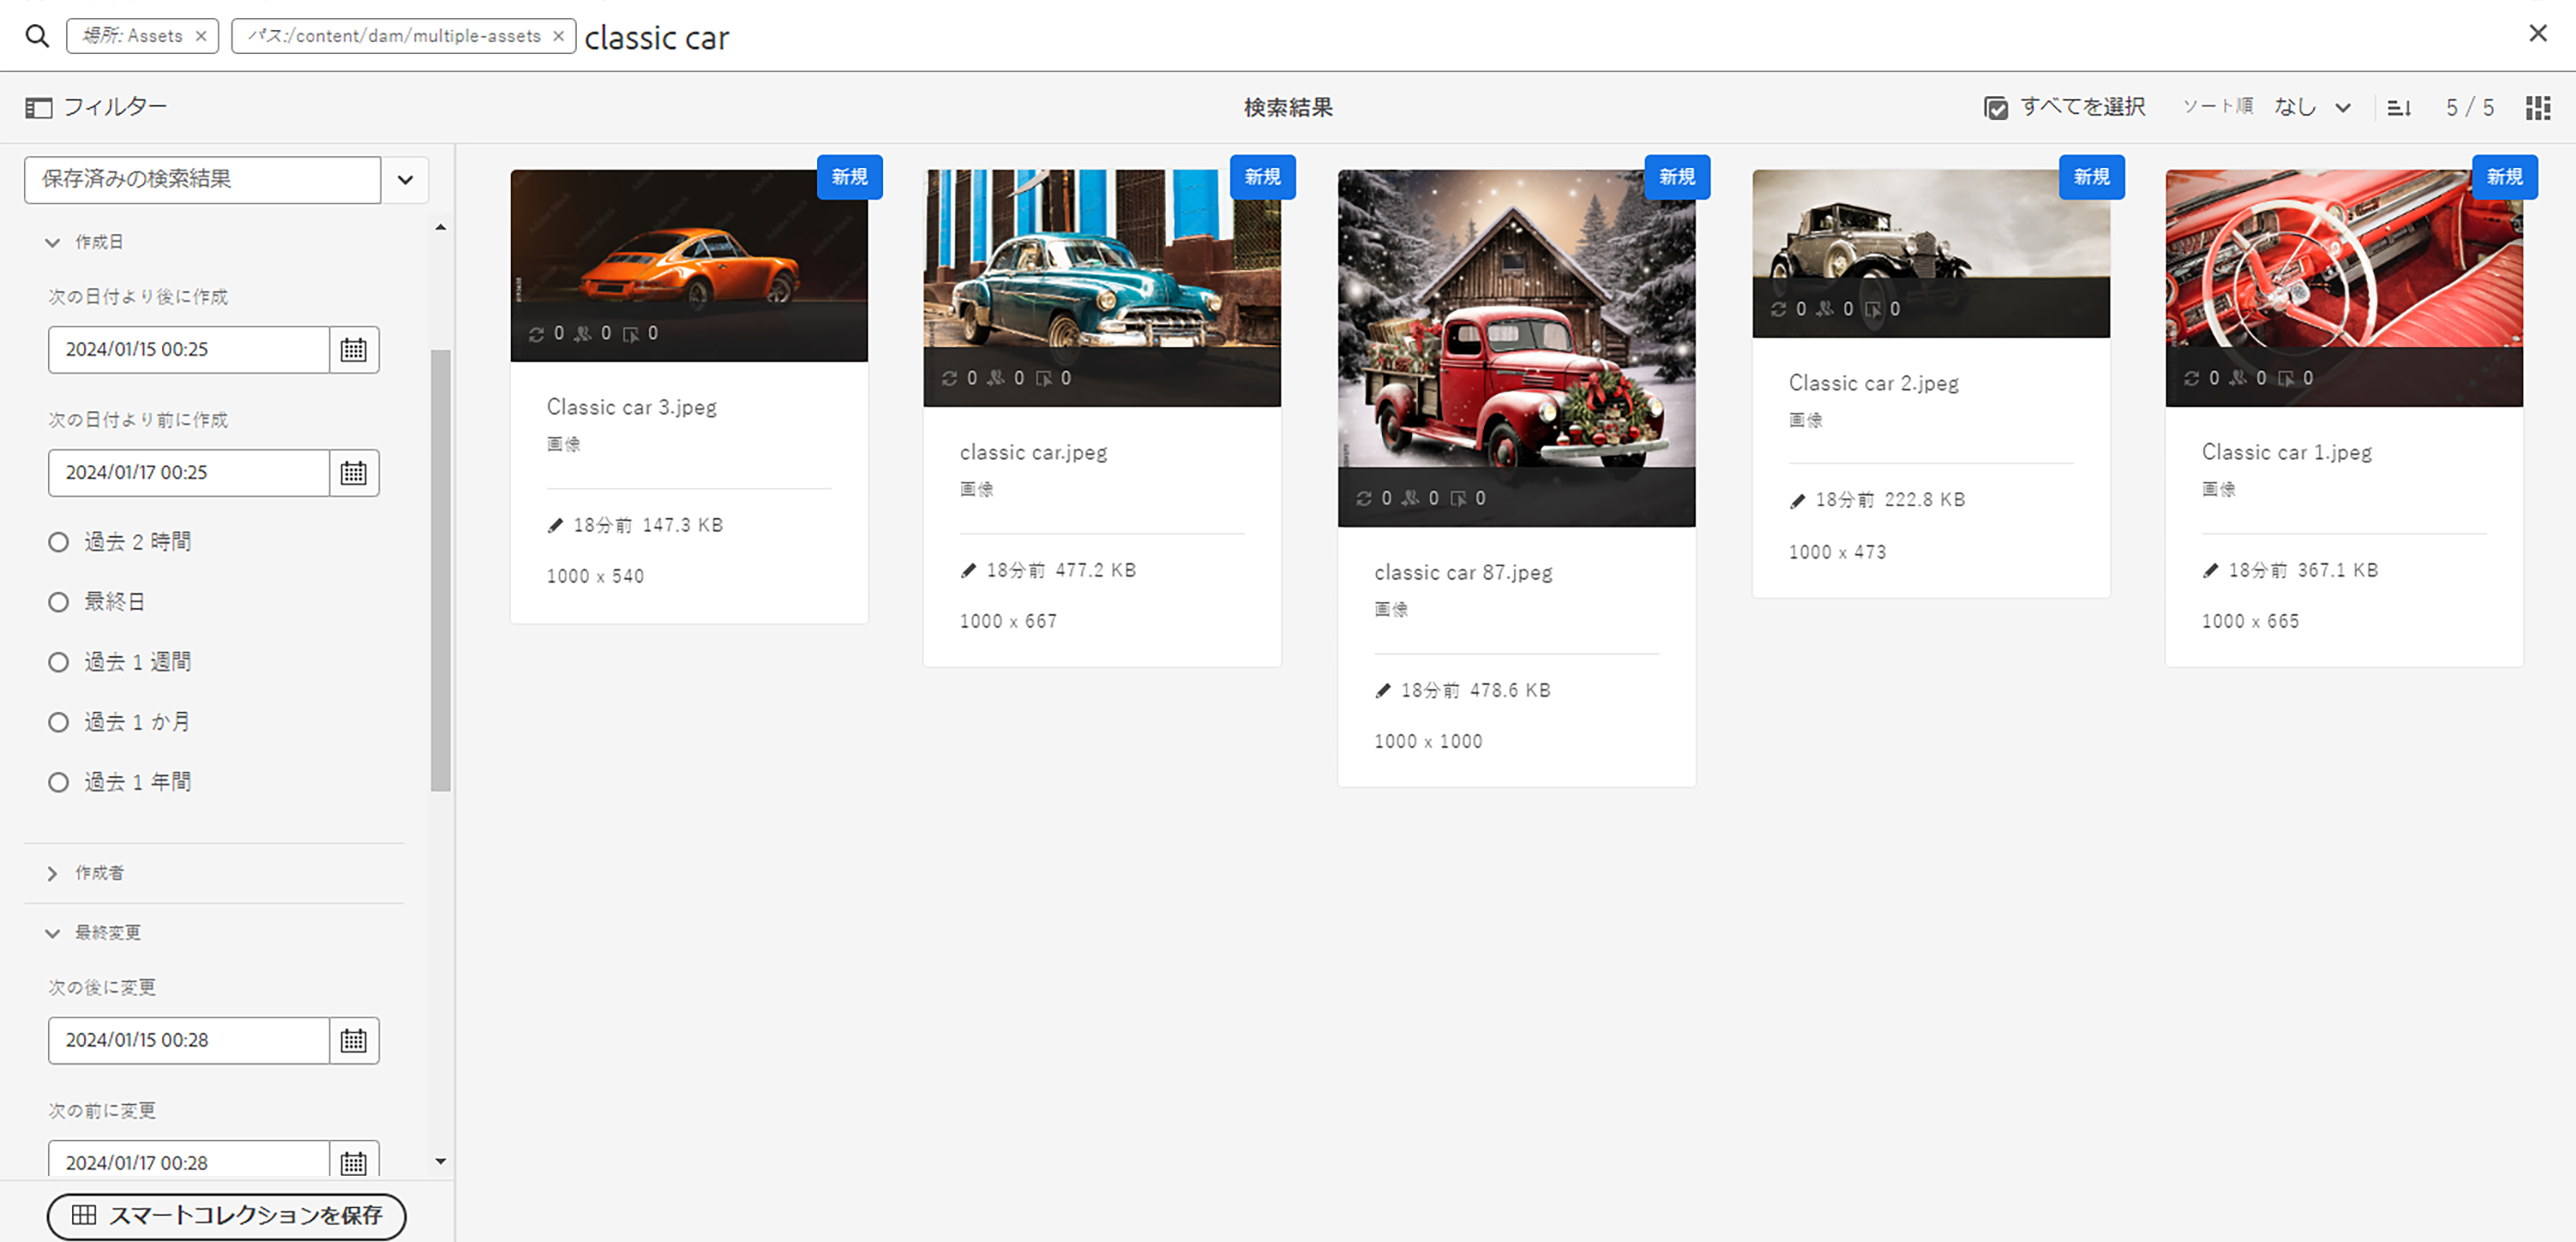 場所: Assets × パス:/content/dam/multiple-assets × classic car
フィルター
検索結果
すべてを選択 ソート順 なし 5 / 5
保存済みの検索結果
作成日
次の日付より後に作成
2024/01/15 00:25
次の日付より前に作成
2024/01/17 00:25
過去 2 時間
最終日
過去 1 週間
過去 1 か月
過去 1 年間
作成者
最終変更
次の後に変更
2024/01/15 00:28
次の前に変更
2024/01/17 00:28
スマートコレクションを保存
新規
Adobe Stock
0 0 0
Classic car 3.jpeg
画像
18分前 147.3 KB
1000 x 540
新規
0 0 0
classic car.jpeg
画像
18分前 477.2 KB
1000 x 667
新規
0 0 0
classic car 87.jpeg
画像
18分前 478.6 KB
1000 x 1000
新規
0 0 0
Classic car 2.jpeg
画像
18分前 222.8 KB
1000 x 473
新規
0 0 0
Classic car 1.jpeg
画像
18分前 367.1 KB
1000 x 665